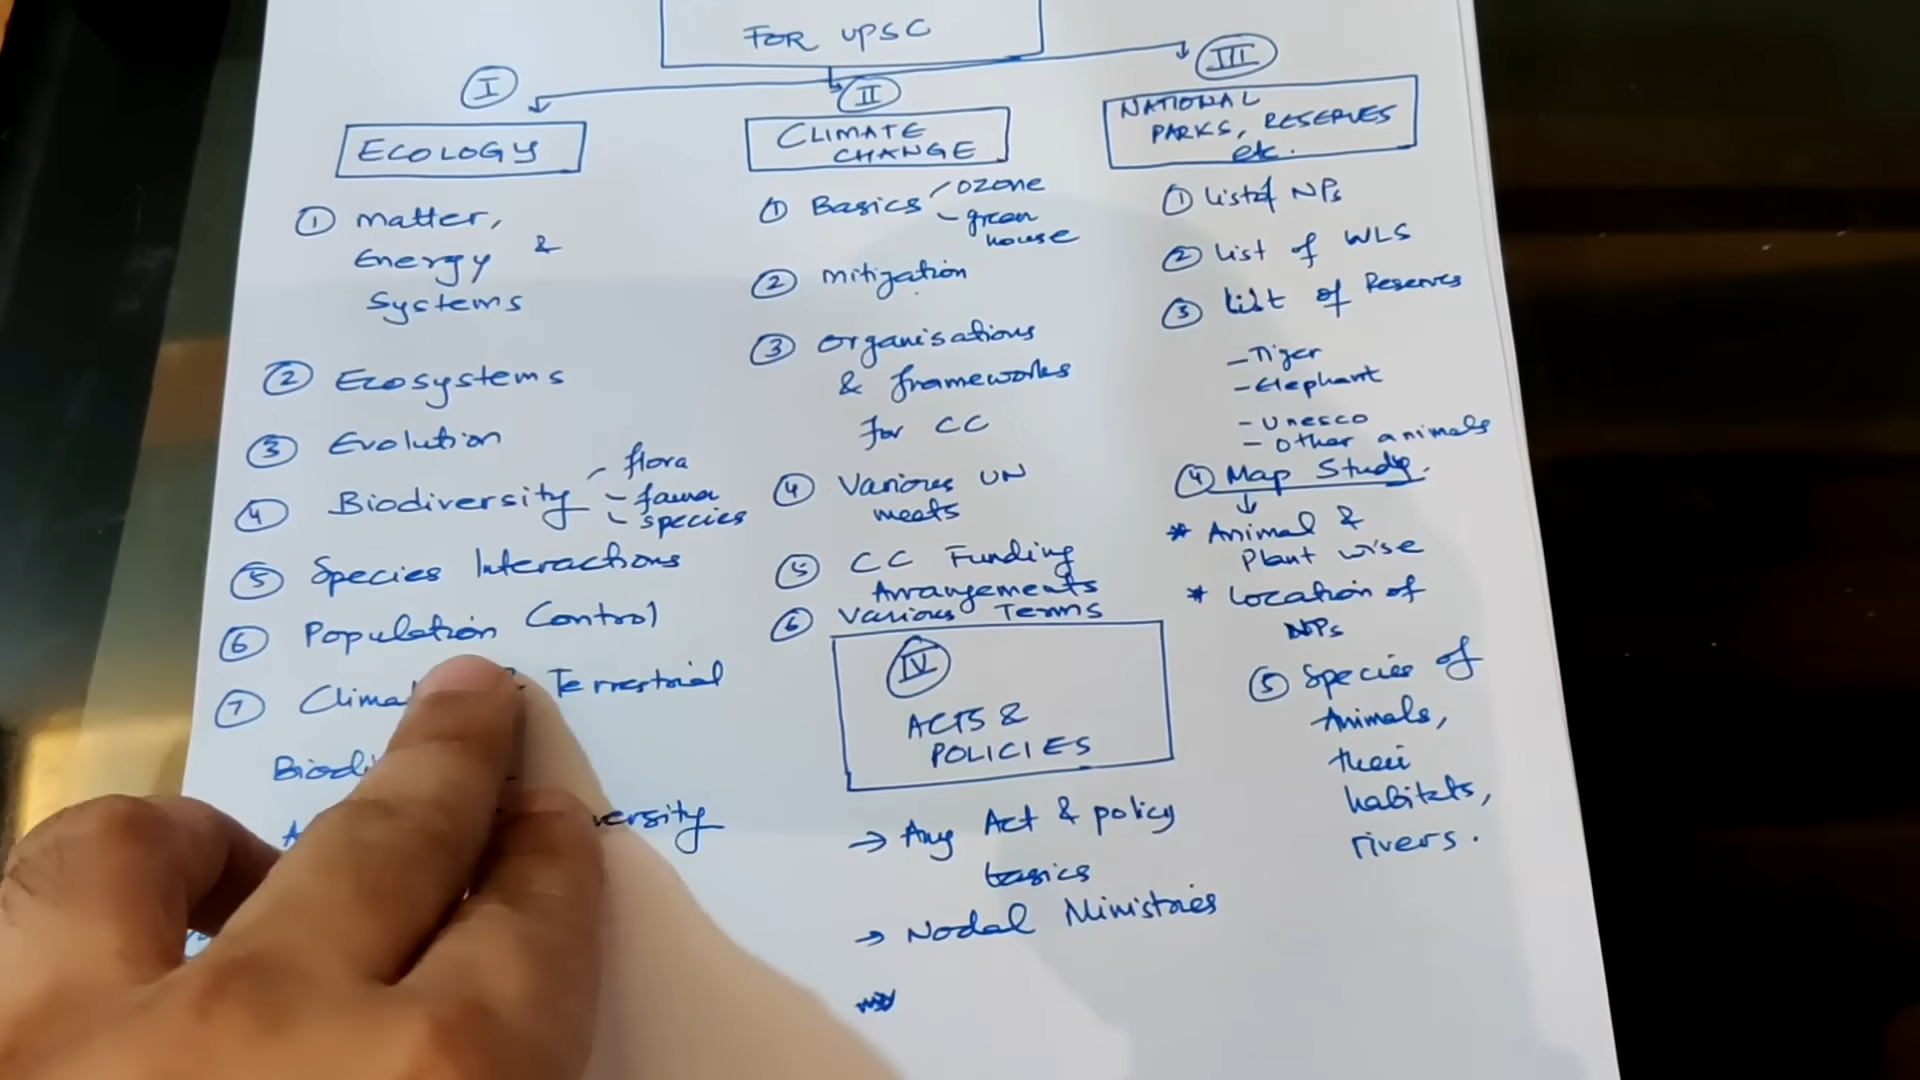 FOR UPSC
I
ECOLOGY
① matter,
Energy &
Systems
② Ecosystems
③ Evolution
④ Biodiversity - flora
- fauna
- species
⑤ Species Interactions
⑥ Population Control
⑦ Clima & Terrestrial
Biodi
versity
II
CLIMATE
CHANGE
① Basics - ozone
- green
house
② mitigation
③ organisations
& frameworks
for CC
④ Various UN
meets
⑤ CC Funding
Arrangements
⑥ Various Terms
III
NATIONAL
PARKS, RESERVES
etc.
① list of NPs
② list of WLS
③ list of Reserves
- Tiger
- Elephant
- Unesco
- other animals
④ Map Study.
* Animal &
Plant wise
* Location of
NPs
⑤ Species of
Animals,
their
habitats,
rivers.
IV
ACTS &
POLICIES
→ Any Act & policy
basics
→ Nodal Ministries